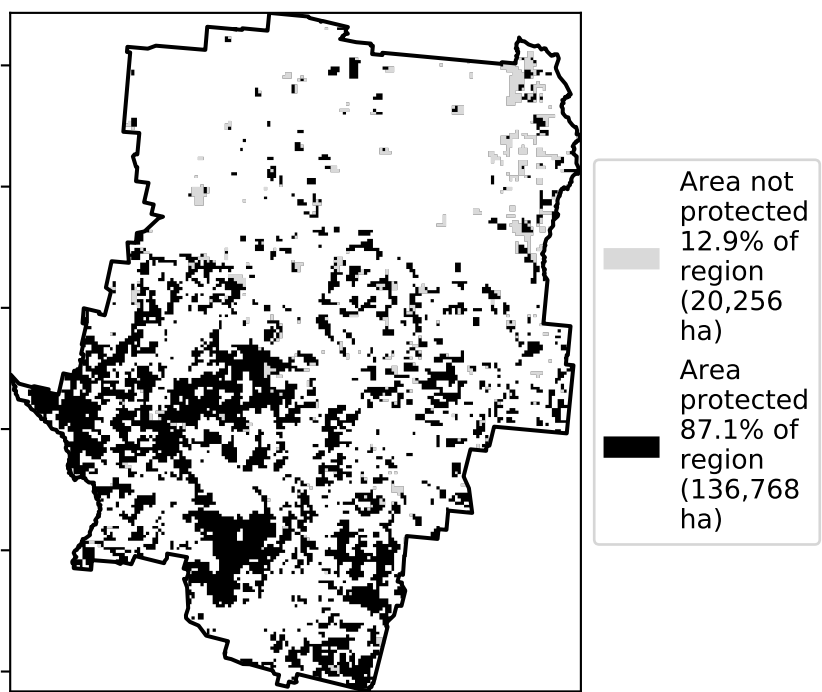 Area not
protected
12.9% of
region
(20,256
ha)
Area
protected
87.1% of
region
(136,768
ha)